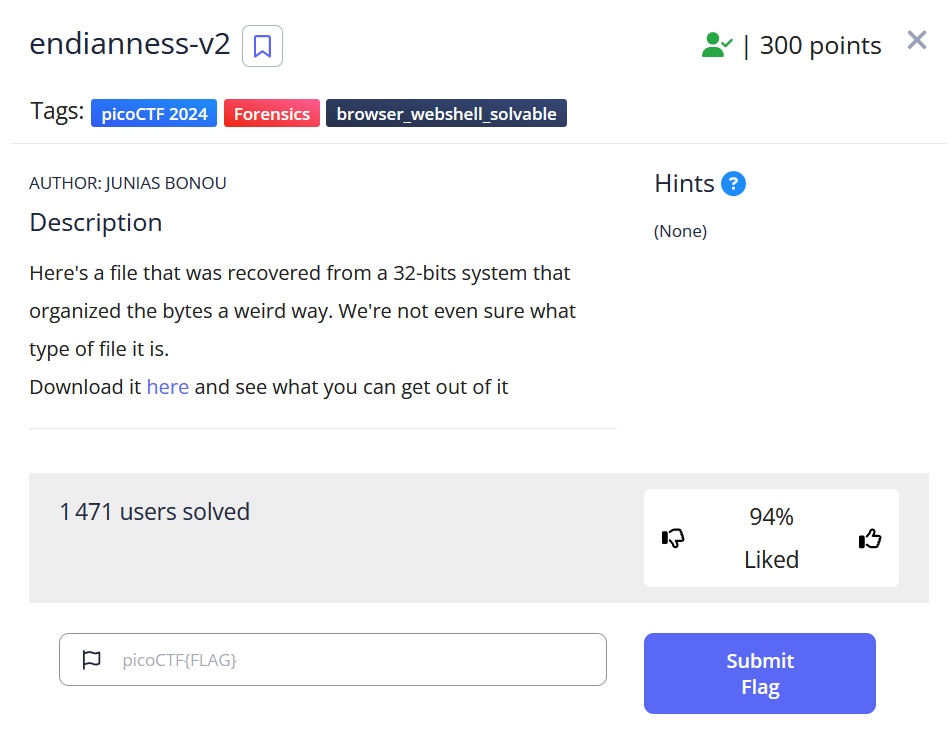 endianness-v2
| 300 points
Tags: picoCTF 2024 Forensics browser_webshell_solvable
AUTHOR: JUNIAS BONOU
Description
Here's a file that was recovered from a 32-bits system that
organized the bytes a weird way. We're not even sure what
type of file it is.
Download it here and see what you can get out of it
Hints ?
(None)
1 471 users solved
94%
Liked
picoCTF{FLAG}
Submit
Flag